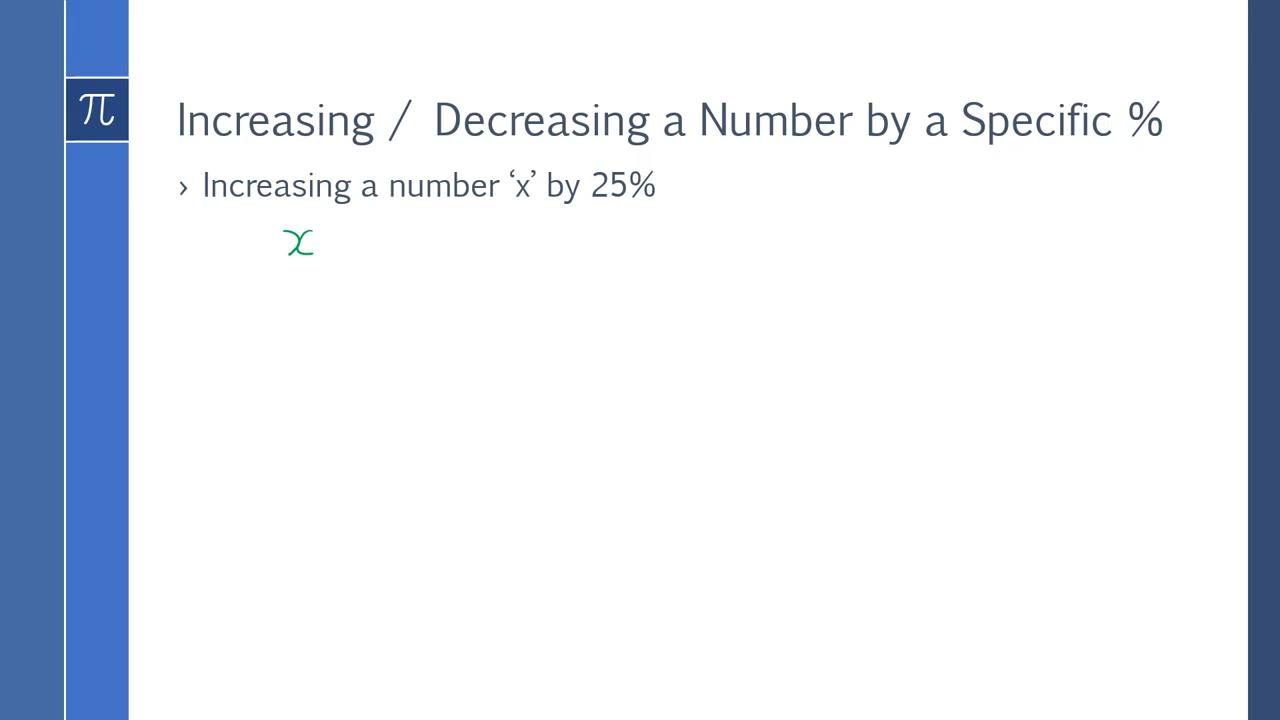 π
Increasing / Decreasing a Number by a Specific %
› Increasing a number ‘x’ by 25%
x